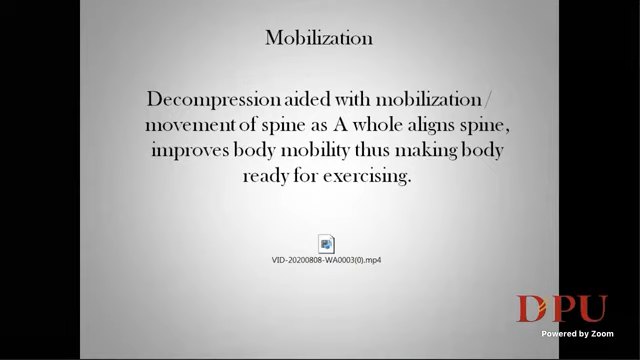 Mobilization
Decompression aided with mobilization /
movement of spine as A whole aligns spine,
improves body mobility thus making body
ready for exercising.
VID-20200808-WA0003(0).mp4
DPU
Powered by Zoom